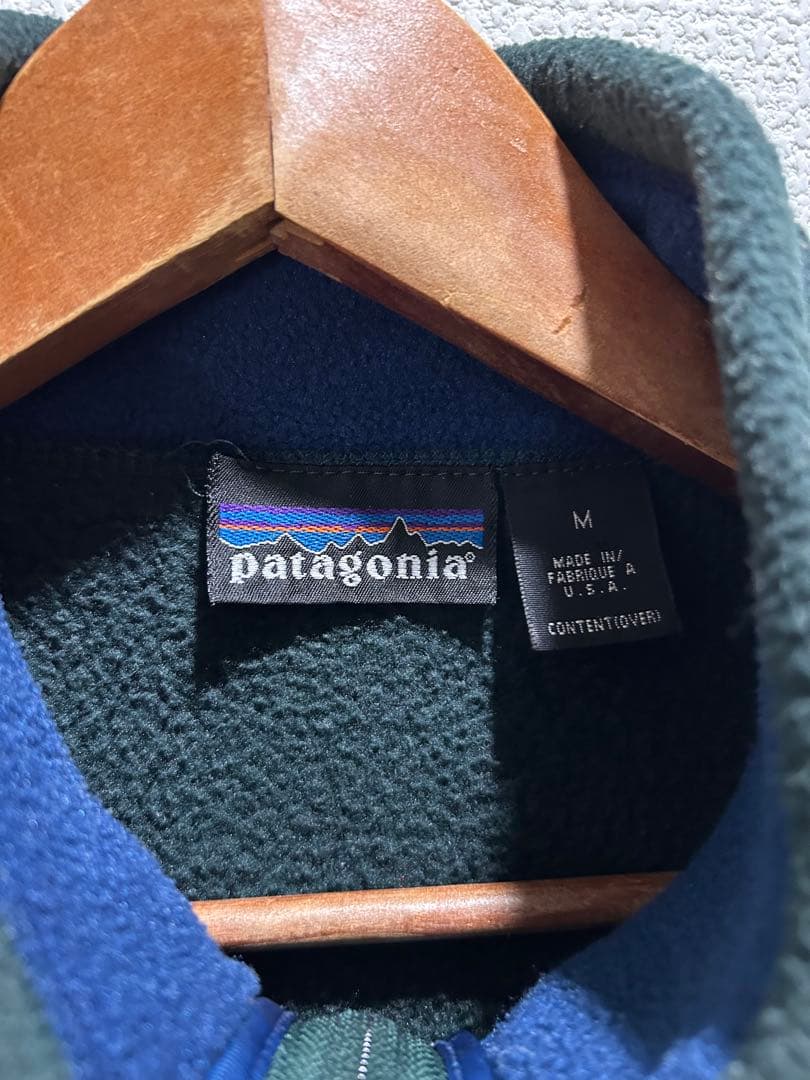 patagonia®
M
MADE IN/
FABRIQUE A
U.S.A.
CONTENT(OVER)